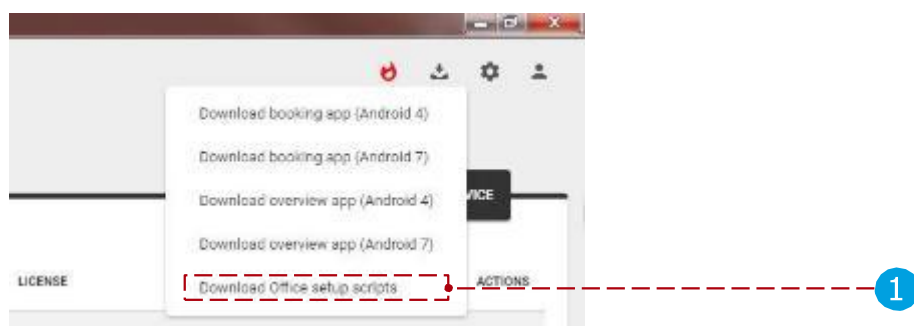 Download booking app (Android 4)
Download booking app (Android 7)
Download overview app (Android 4)
VICE
Download overview app (Android 7)
LICENSE
Download Office setup scripts
ACTIONS
1